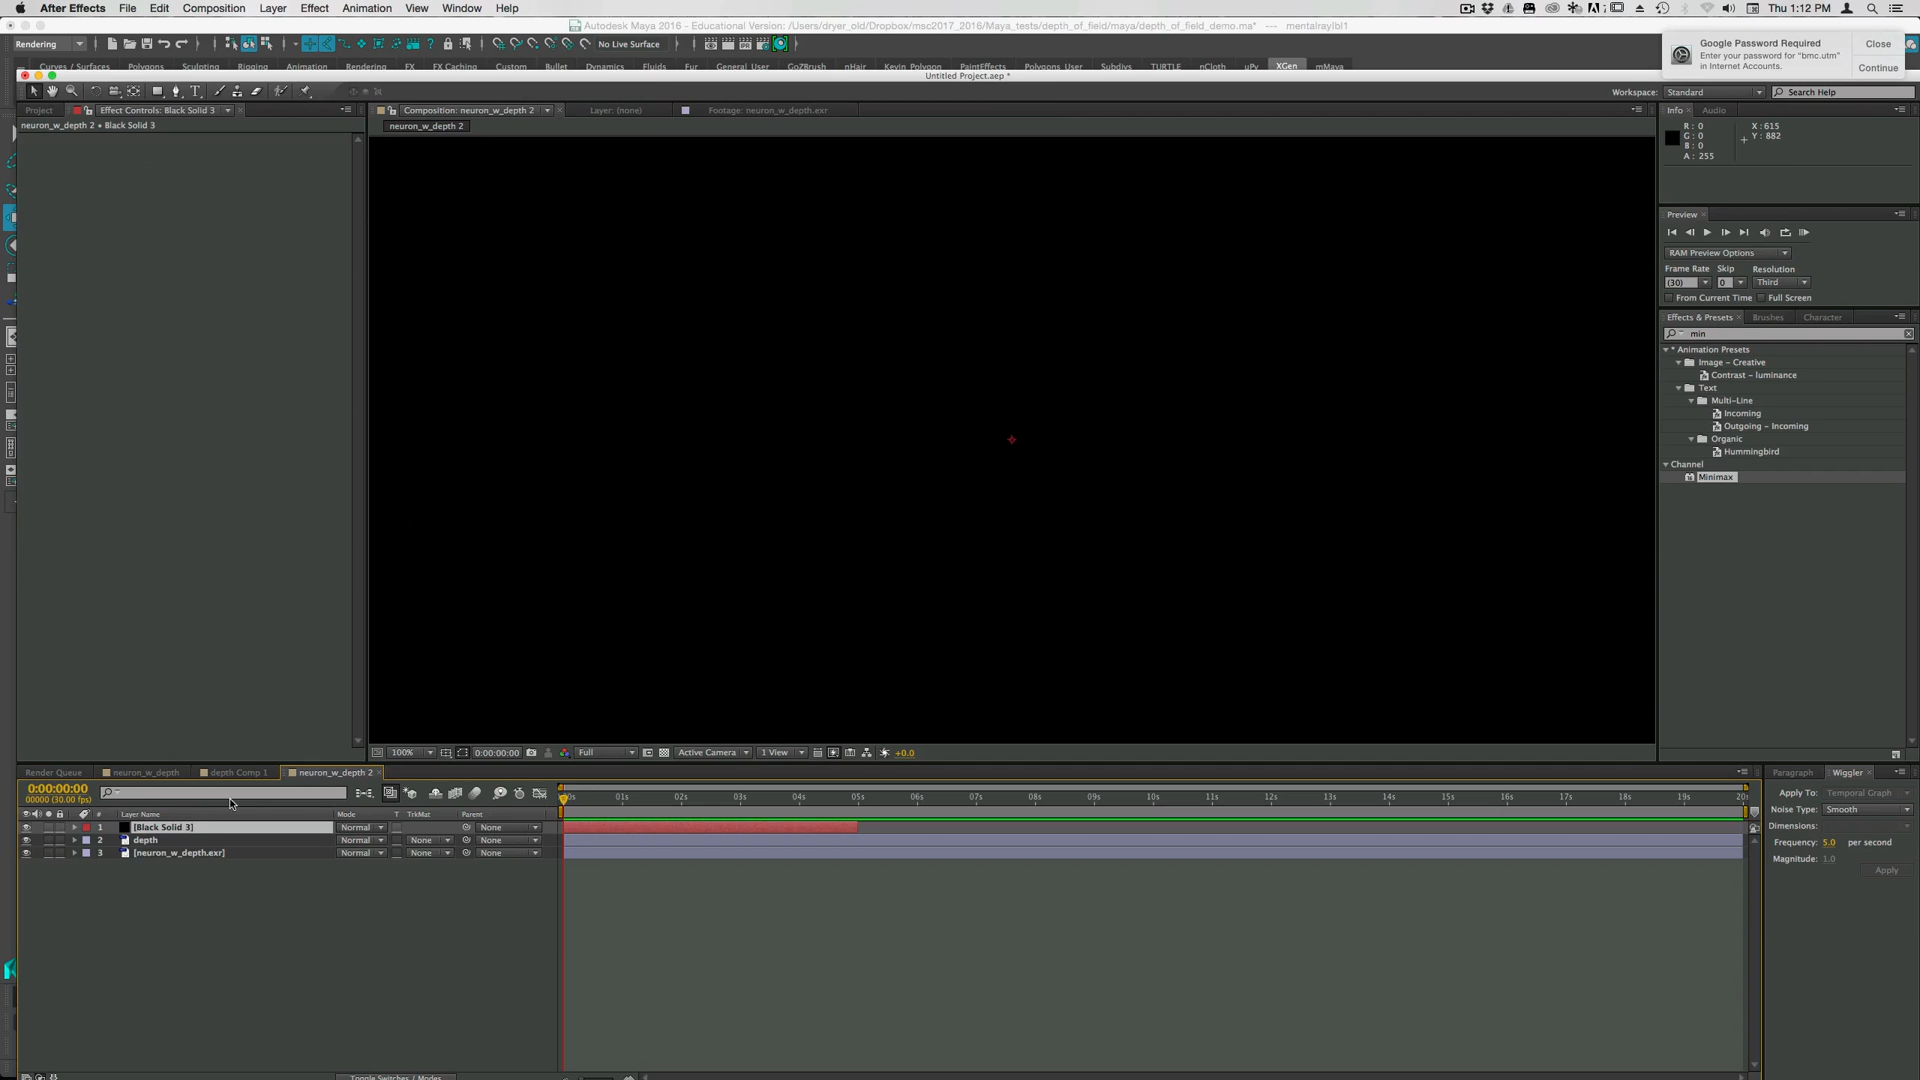 After Effects File Edit Composition Layer Effect Animation View Window Help Thu 1:12 PM
Autodesk Maya 2016 - Educational Version: /Users/dryer_old/Dropbox/msc2017_2016/Maya_tests/depth_of_field/maya/depth_of_field_demo.ma* --- mentalraylbl1
Rendering No Live Surface
Google Password Required Close
Enter your password for "bmc.utm" in Internet Accounts. Continue
Curves / Surfaces Polygons Sculpting Rigging Animation Rendering FX FX Caching Custom Bullet Dynamics Fluids Fur General_User GoZBrush Kevin_Polygon nHair PaintEffects nCloth Polygons_User Subdivs TURTLE uPy XGen mMaya
Untitled Project.aep *
Workspace: Standard Search Help
Project Effect Controls: Black Solid 3 Composition: neuron_w_depth 2 Layer: (none) Footage: neuron_w_depth.exr Info Audio
neuron_w_depth 2 • Black Solid 3 neuron_w_depth 2
R : 0 X : 615
G : 0 Y : 882
B : 0
A : 255
Preview
RAM Preview Options
Frame Rate Skip Resolution
(30) 0 Third
From Current Time Full Screen
Effects & Presets Brushes Character
min
* Animation Presets
Image – Creative
Contrast – luminance
Text
Multi-Line
Incoming
Outgoing – Incoming
Organic
Hummingbird
Channel
Minimax
100% 0:00:00:00 Full Active Camera 1 View +0.0
Render Queue neuron_w_depth depth Comp 1 neuron_w_depth 2
0:00:00:00
00000 (30.00 fps)
# Layer Name Mode T TrkMat Parent
01s 02s 03s 04s 05s 06s 07s 08s 09s 10s 11s 12s 13s 14s 15s 16s 17s 18s 19s
1 [Black Solid 3] Normal None
2 depth Normal None None
3 [neuron_w_depth.exr] Normal None None
Toggle Switches / Modes
Paragraph Wiggler
Apply To: Temporal Graph
Noise Type: Smooth
Dimensions:
Frequency: 5.0 per second
Magnitude: 1.0
Apply